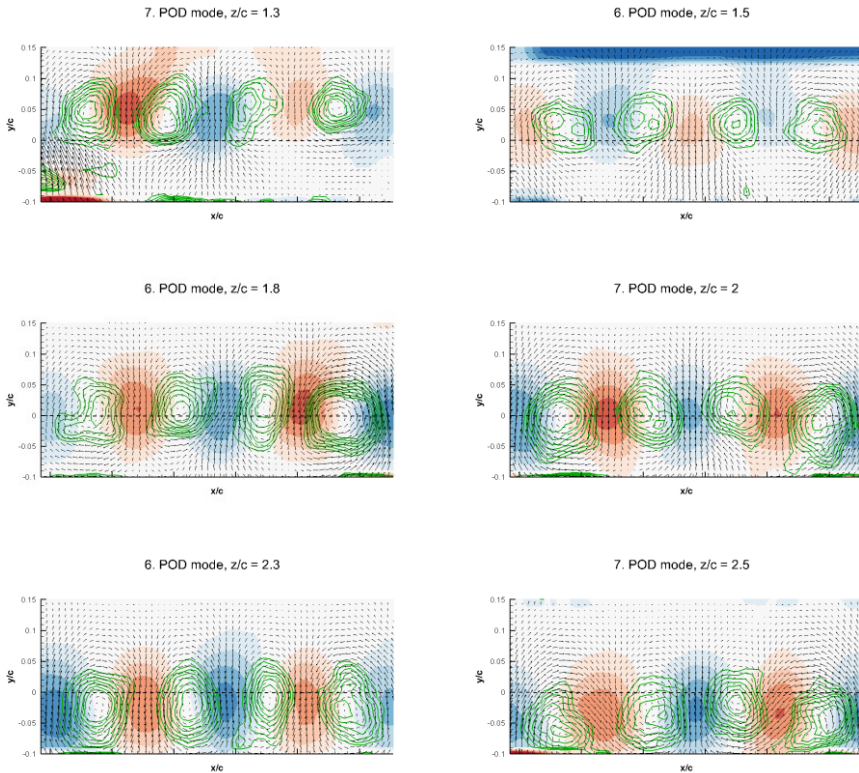 7. POD mode, z/c = 1.3
6. POD mode, z/c = 1.5
0.15
0.1
0.05
0
-0.05
-0.1
y/c
x/c
0.15
0.1
0.05
0
-0.05
-0.1
y/c
x/c
6. POD mode, z/c = 1.8
7. POD mode, z/c = 2
0.15
0.1
0.05
0
-0.05
-0.1
y/c
x/c
0.15
0.1
0.05
0
-0.05
-0.1
y/c
x/c
6. POD mode, z/c = 2.3
7. POD mode, z/c = 2.5
0.15
0.1
0.05
0
-0.05
-0.1
y/c
x/c
0.15
0.1
0.05
0
-0.05
-0.1
y/c
x/c